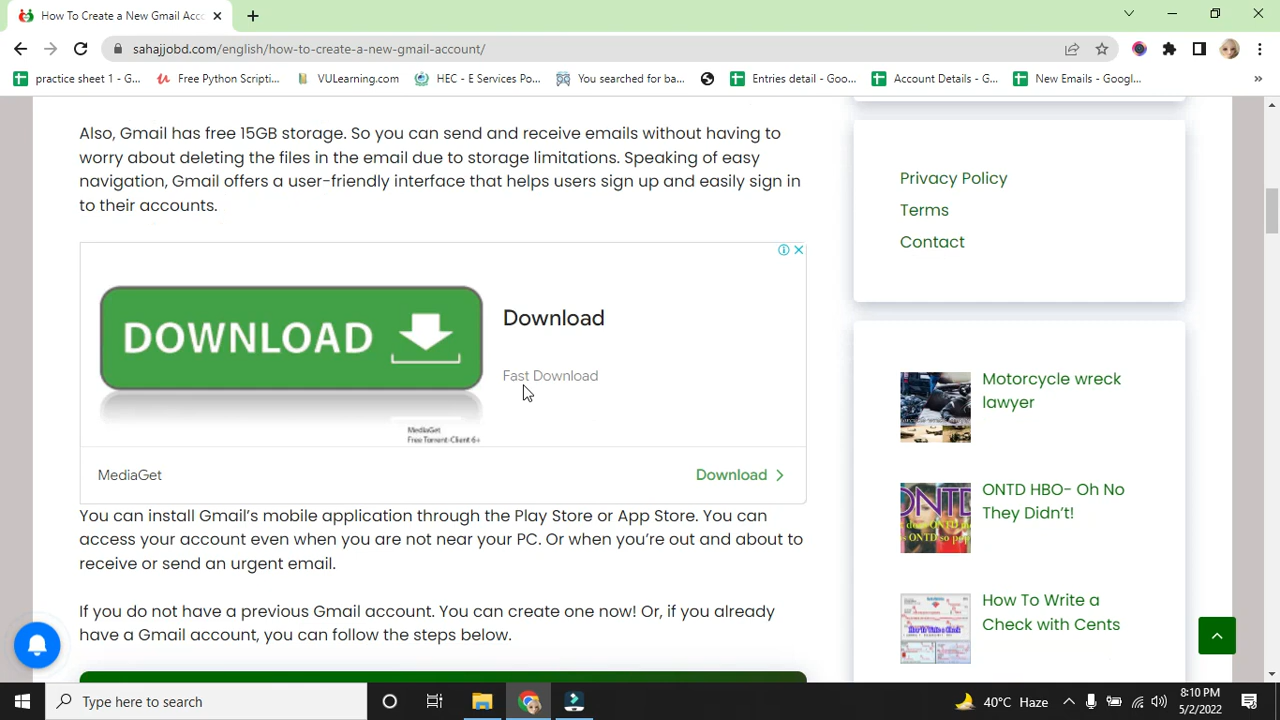 How To Create a New Gmail Acc
sahajjobd.com/english/how-to-create-a-new-gmail-account/
practice sheet 1 - G...
Free Python Scripti...
VULearning.com
HEC - E Services Po...
You searched for ba...
Entries detail - Goo...
Account Details - G...
New Emails - Googl...
»
Also, Gmail has free 15GB storage. So you can send and receive emails without having to
worry about deleting the files in the email due to storage limitations. Speaking of easy
navigation, Gmail offers a user-friendly interface that helps users sign up and easily sign in
to their accounts.
DOWNLOAD
MediaGet
Free Torrent-Client 6+
Download
Fast Download
MediaGet
Download
You can install Gmail's mobile application through the Play Store or App Store. You can
access your account even when you are not near your PC. Or when you're out and about to
receive or send an urgent email.
If you do not have a previous Gmail account. You can create one now! Or, if you already
have a Gmail account, you can follow the steps below.
Privacy Policy
Terms
Contact
Motorcycle wreck
lawyer
ONTD
ONTD HBO- Oh No
They Didn't!
How To Write a
Check with Cents
Type here to search
40°C Haze
8:10 PM
5/2/2022